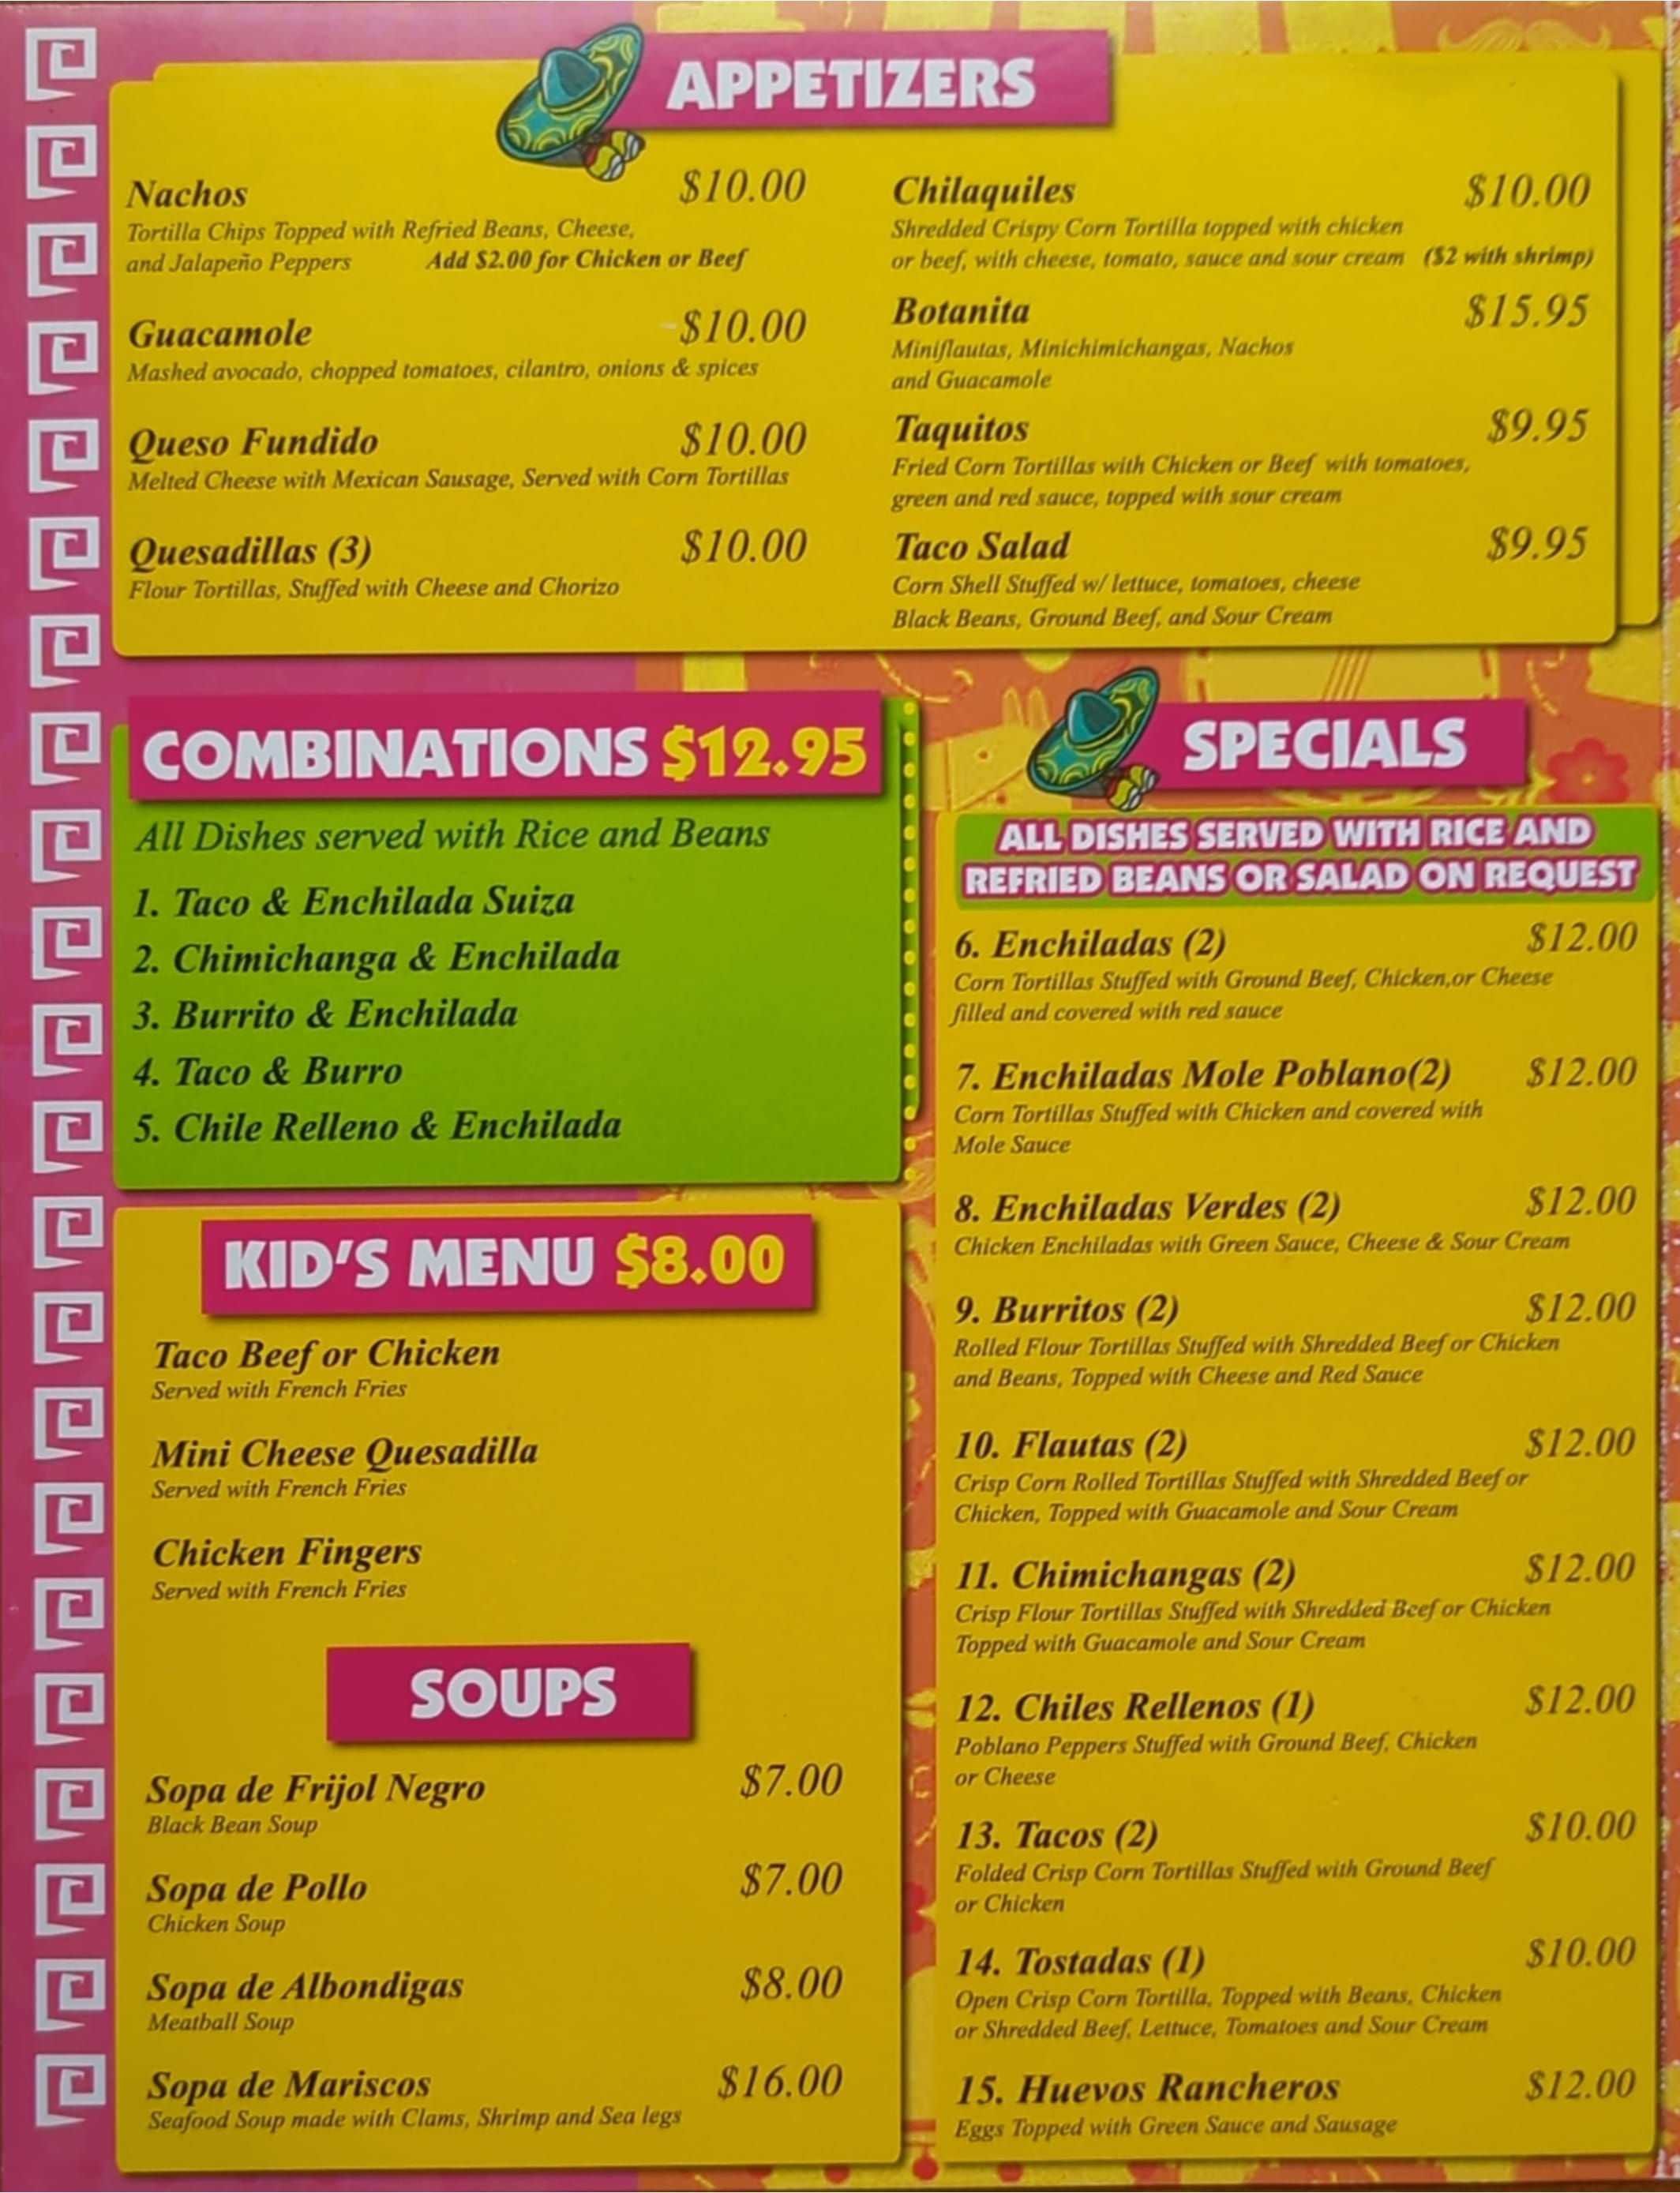 APPETIZERS
Nachos $10.00
Tortilla Chips Topped with Refried Beans, Cheese,
and Jalapeño Peppers Add $2.00 for Chicken or Beef
Guacamole $10.00
Mashed avocado, chopped tomatoes, cilantro, onions & spices
Queso Fundido $10.00
Melted Cheese with Mexican Sausage, Served with Corn Tortillas
Quesadillas (3) $10.00
Flour Tortillas, Stuffed with Cheese and Chorizo
Chilaquiles $10.00
Shredded Crispy Corn Tortilla topped with chicken
or beef, with cheese, tomato, sauce and sour cream ($2 with shrimp)
Botanita $15.95
Miniflautas, Minichimichangas, Nachos
and Guacamole
Taquitos $9.95
Fried Corn Tortillas with Chicken or Beef with tomatoes,
green and red sauce, topped with sour cream
Taco Salad $9.95
Corn Shell Stuffed w/ lettuce, tomatoes, cheese
Black Beans, Ground Beef, and Sour Cream
COMBINATIONS $12.95
All Dishes served with Rice and Beans
1. Taco & Enchilada Suiza
2. Chimichanga & Enchilada
3. Burrito & Enchilada
4. Taco & Burro
5. Chile Relleno & Enchilada
KID'S MENU $8.00
Taco Beef or Chicken
Served with French Fries
Mini Cheese Quesadilla
Served with French Fries
Chicken Fingers
Served with French Fries
SOUPS
Sopa de Frijol Negro $7.00
Black Bean Soup
Sopa de Pollo $7.00
Chicken Soup
Sopa de Albondigas $8.00
Meatball Soup
Sopa de Mariscos $16.00
Seafood Soup made with Clams, Shrimp and Sea legs
SPECIALS
ALL DISHES SERVED WITH RICE AND
REFRIED BEANS OR SALAD ON REQUEST
6. Enchiladas (2) $12.00
Corn Tortillas Stuffed with Ground Beef, Chicken,or Cheese
filled and covered with red sauce
7. Enchiladas Mole Poblano(2) $12.00
Corn Tortillas Stuffed with Chicken and covered with
Mole Sauce
8. Enchiladas Verdes (2) $12.00
Chicken Enchiladas with Green Sauce, Cheese & Sour Cream
9. Burritos (2) $12.00
Rolled Flour Tortillas Stuffed with Shredded Beef or Chicken
and Beans, Topped with Cheese and Red Sauce
10. Flautas (2) $12.00
Crisp Corn Rolled Tortillas Stuffed with Shredded Beef or
Chicken, Topped with Guacamole and Sour Cream
11. Chimichangas (2) $12.00
Crisp Flour Tortillas Stuffed with Shredded Beef or Chicken
Topped with Guacamole and Sour Cream
12. Chiles Rellenos (1) $12.00
Poblano Peppers Stuffed with Ground Beef, Chicken
or Cheese
13. Tacos (2) $10.00
Folded Crisp Corn Tortillas Stuffed with Ground Beef
or Chicken
14. Tostadas (1) $10.00
Open Crisp Corn Tortilla, Topped with Beans, Chicken
or Shredded Beef, Lettuce, Tomatoes and Sour Cream
15. Huevos Rancheros $12.00
Eggs Topped with Green Sauce and Sausage